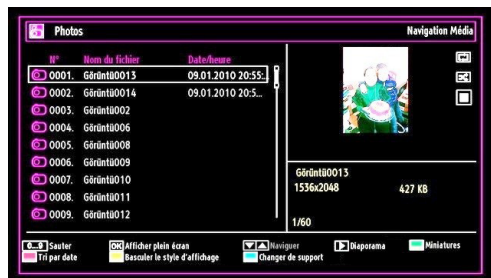 Photos Navigation Média
N° Nom du fichier Date/heure
0001. Görüntü0013 09.01.2010 20:55:..
0002. Görüntü0014 09.01.2010 20:5...
0003. Görüntü002
0004. Görüntü006
0005. Görüntü008
0006. Görüntü009
0007. Görüntü010
0008. Görüntü011
0009. Görüntü012
Görüntü0013
1536x2048 427 KB
1/60
0...9 Sauter OK Afficher plein écran Naviguer Diaporama Miniatures
Tri par date Basculer le style d'affichage Changer de support